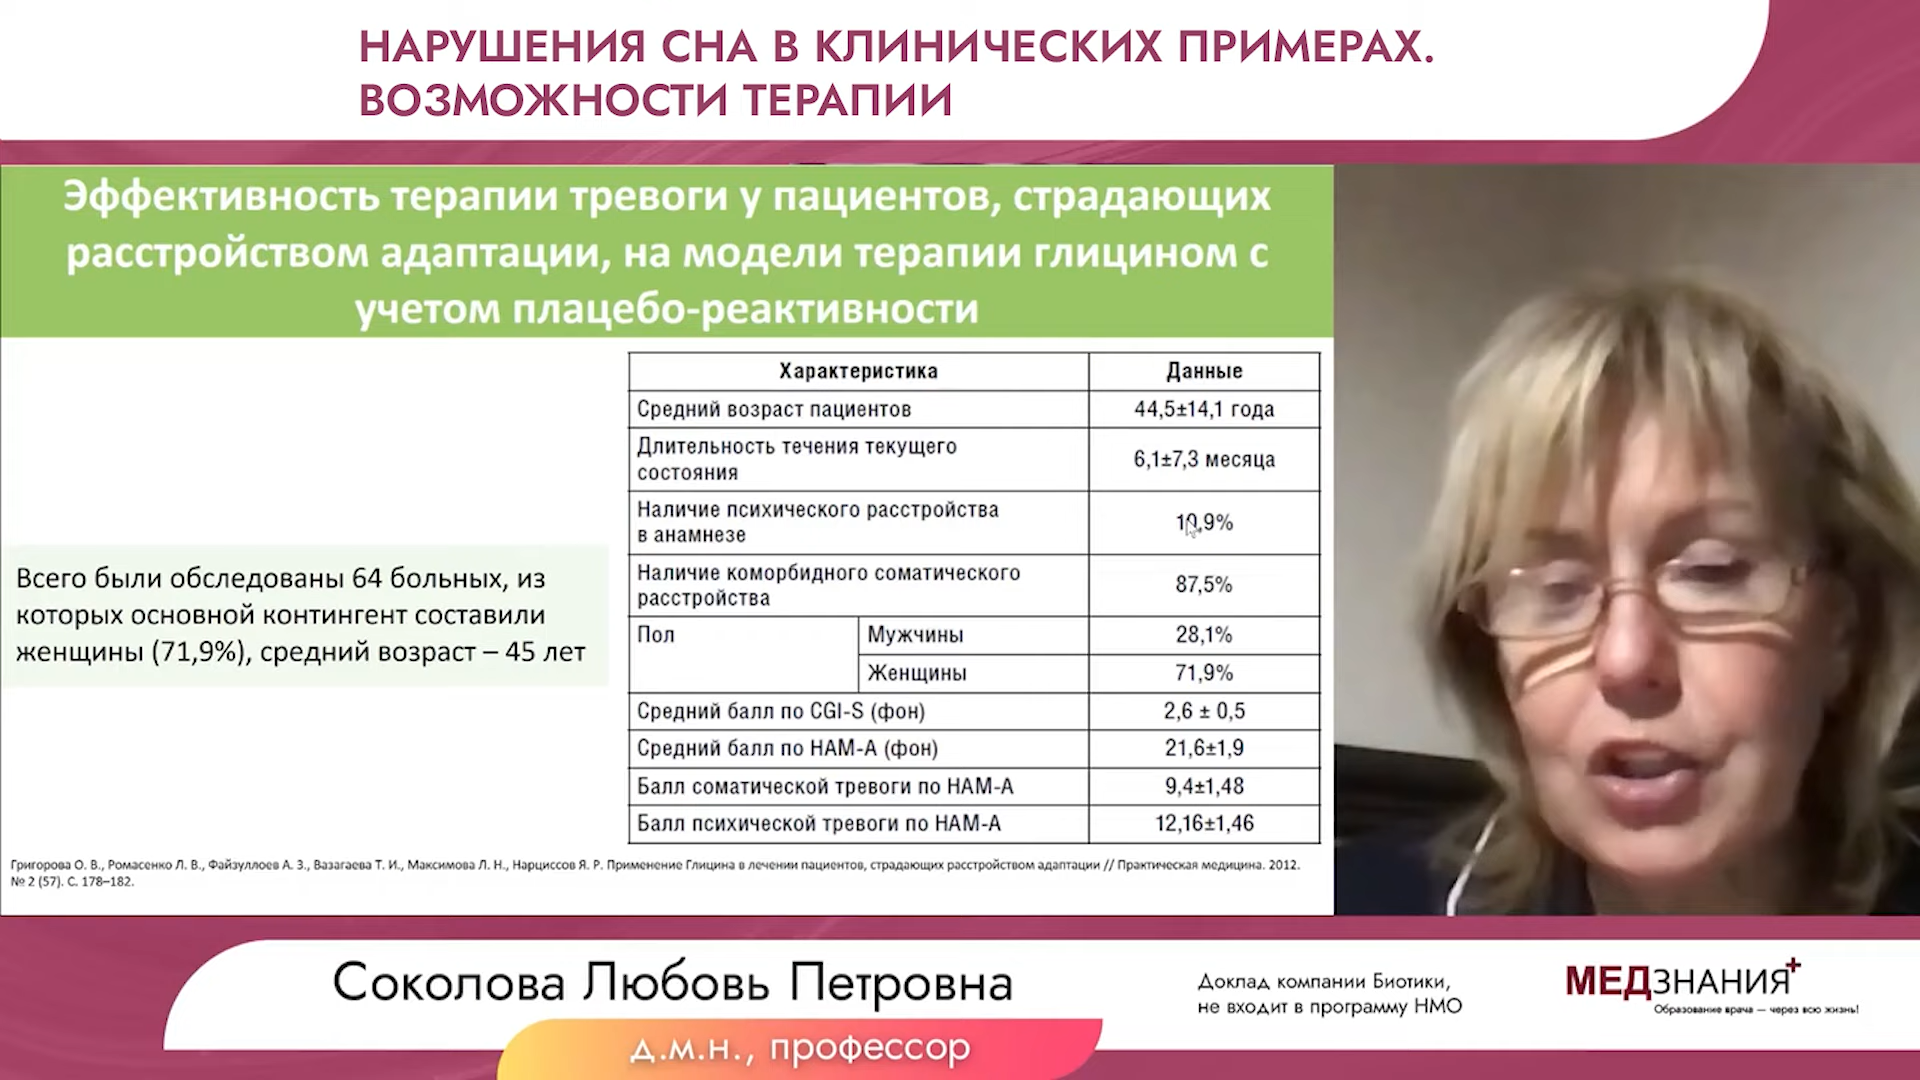 НАРУШЕНИЯ СНА В КЛИНИЧЕСКИХ ПРИМЕРАХ.
ВОЗМОЖНОСТИ ТЕРАПИИ
Эффективность терапии тревоги у пациентов, страдающих
расстройством адаптации, на модели терапии глицином с
учетом плацебо-реактивности
Всего были обследованы 64 больных, из
которых основной контингент составили
женщины (71,9%), средний возраст – 45 лет
Характеристика Данные
Средний возраст пациентов 44,5±14,1 года
Длительность течения текущего
состояния 6,1±7,3 месяца
Наличие психического расстройства
в анамнезе 10,9%
Наличие коморбидного соматического
расстройства 87,5%
Пол Мужчины 28,1%
Женщины 71,9%
Средний балл по CGI-S (фон) 2,6 ± 0,5
Средний балл по HAM-A (фон) 21,6±1,9
Балл соматической тревоги по HAM-A 9,4±1,48
Балл психической тревоги по HAM-A 12,16±1,46
Григорова О. В., Ромасенко Л. В., Файзуллоев А. З., Вазагаева Т. И., Максимова Л. Н., Нарциссов Я. Р. Применение Глицина в лечении пациентов, страдающих расстройством адаптации // Практическая медицина. 2012.
№ 2 (57). С. 178–182.
Соколова Любовь Петровна
д.м.н., профессор
Доклад компании Биотики,
не входит в программу НМО
МЕДЗНАНИЯ+
Образование врача — через всю жизнь!